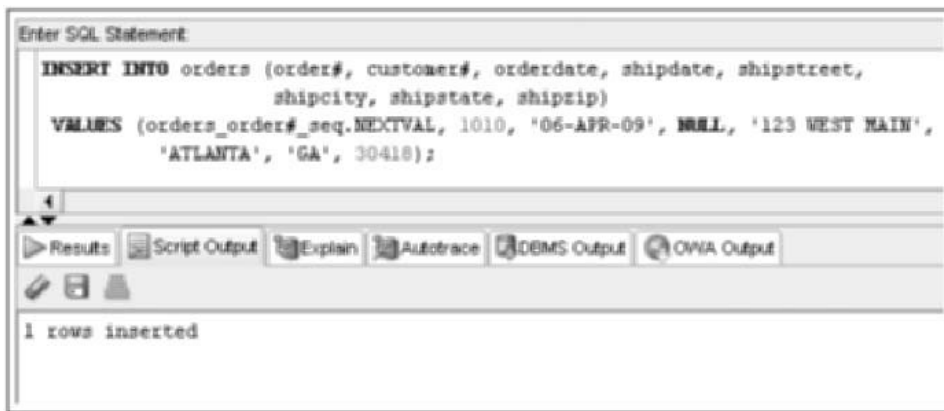 Enter SQL Statement:
INSERT INTO orders (order#, customer#, orderdate, shipdate, shipstreet,
shipcity, shipstate, shipzip)
VALUES (orders_order#_seq.NEXTVAL, 1010, '06-APR-09', NULL, '123 WEST MAIN',
'ATLANTA', 'GA', 30418);
Results Script Output Explain Autotrace DBMS Output OWA Output
1 rows inserted